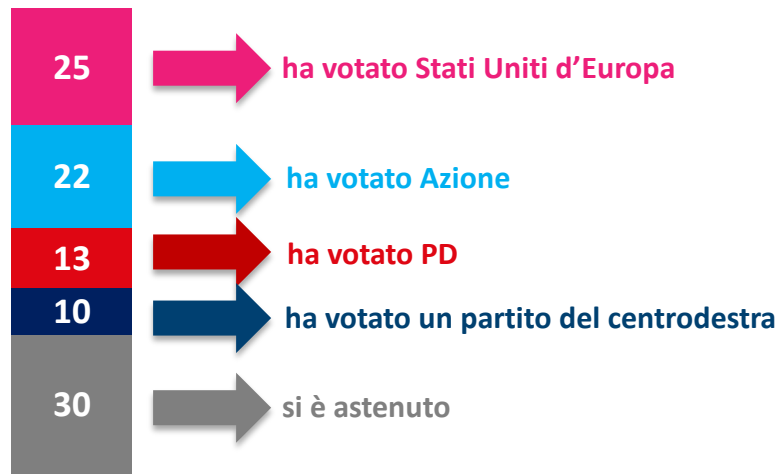 25 ha votato Stati Uniti d’Europa
22 ha votato Azione
13 ha votato PD
10 ha votato un partito del centrodestra
30 si è astenuto